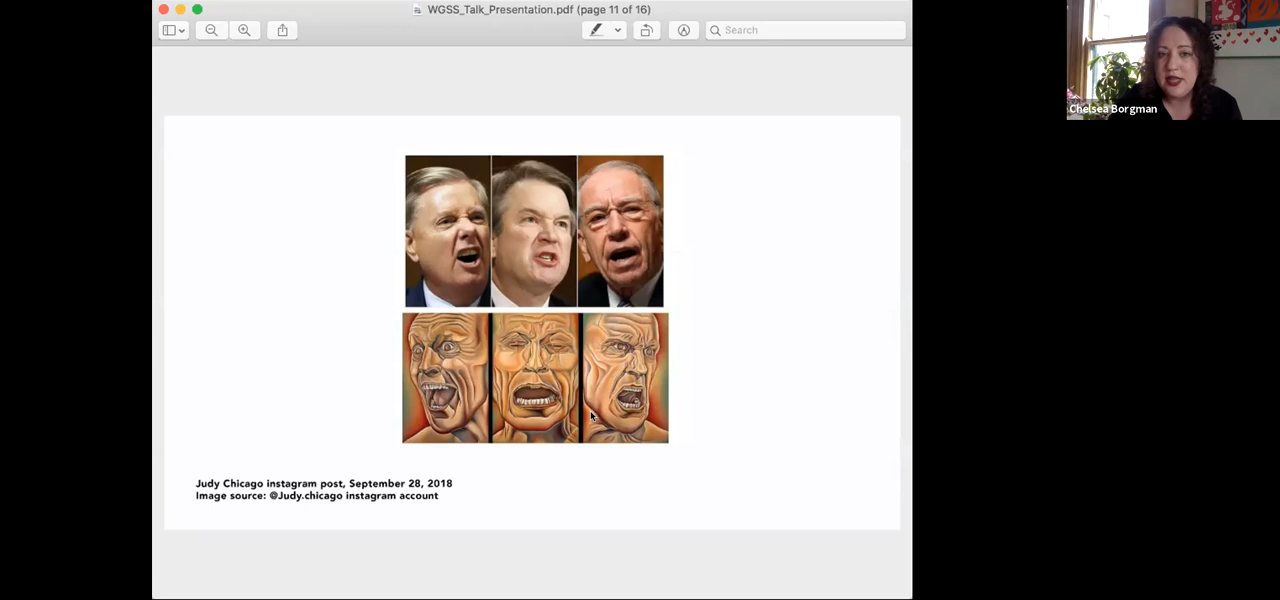 WGSS_Talk_Presentation.pdf (page 11 of 16)
Search
Chelsea Borgman
Judy Chicago instagram post, September 28, 2018
Image source: @Judy.chicago instagram account